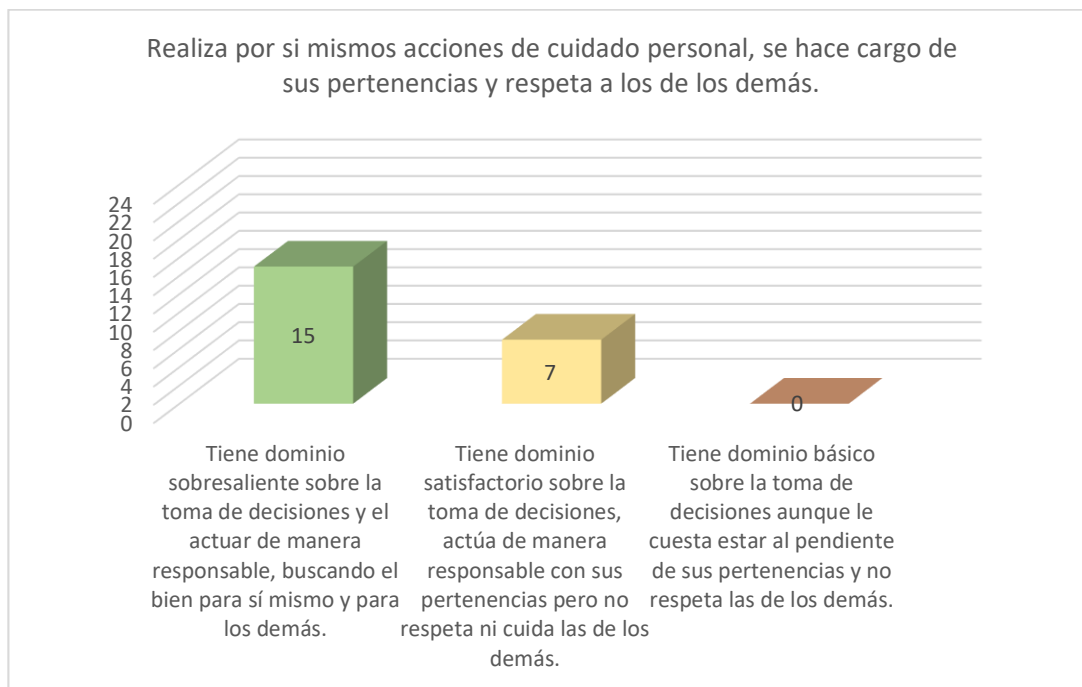 Realiza por si mismos acciones de cuidado personal, se hace cargo de
sus pertenencias y respeta a los de los demás.
24
22
20
18
16
14
12
10
8
6
4
2
0
15
7
0
Tiene dominio
sobresaliente sobre la
toma de decisiones y el
actuar de manera
responsable, buscando el
bien para sí mismo y para
los demás.
Tiene dominio
satisfactorio sobre la
toma de decisiones,
actúa de manera
responsable con sus
pertenencias pero no
respeta ni cuida las de los
demás.
Tiene dominio básico
sobre la toma de
decisiones aunque le
cuesta estar al pendiente
de sus pertenencias y no
respeta las de los demás.